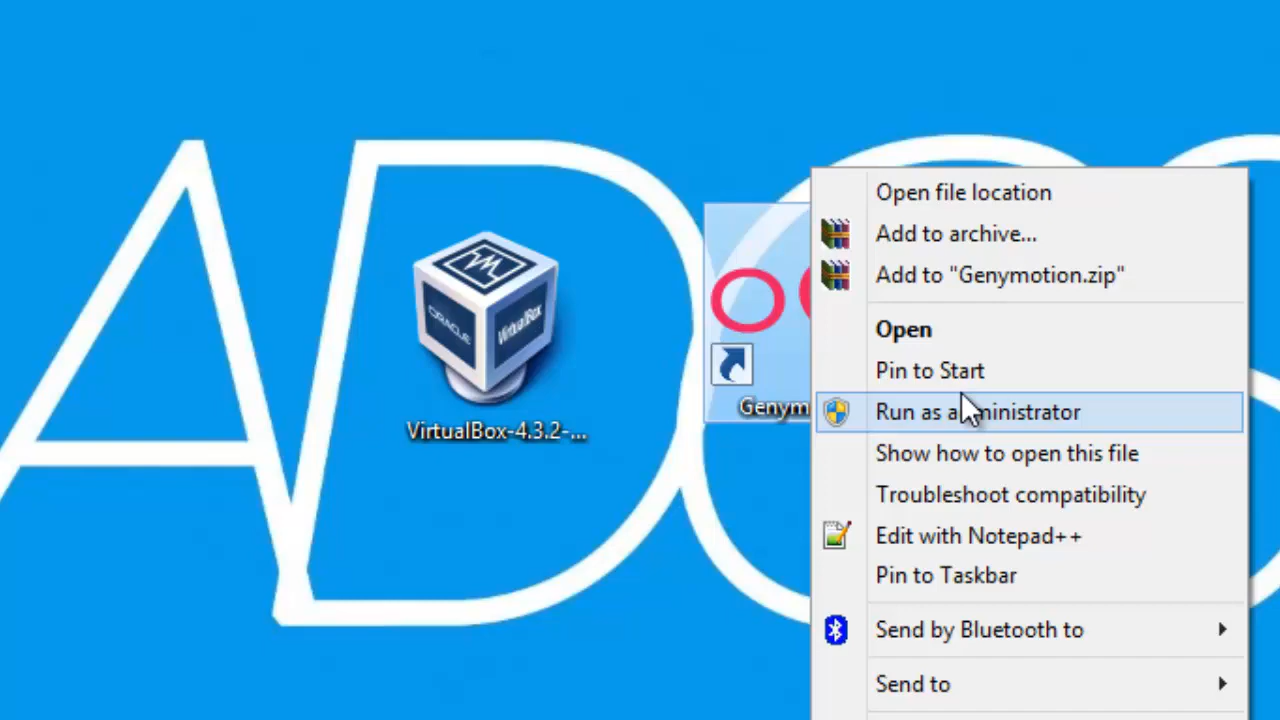 ORACLE
VirtualBox
VirtualBox-4.3.2-...
Open file location
Add to archive...
Add to "Genymotion.zip"
Open
Pin to Start
Run as administrator
Show how to open this file
Troubleshoot compatibility
Edit with Notepad++
Pin to Taskbar
Send by Bluetooth to
Send to